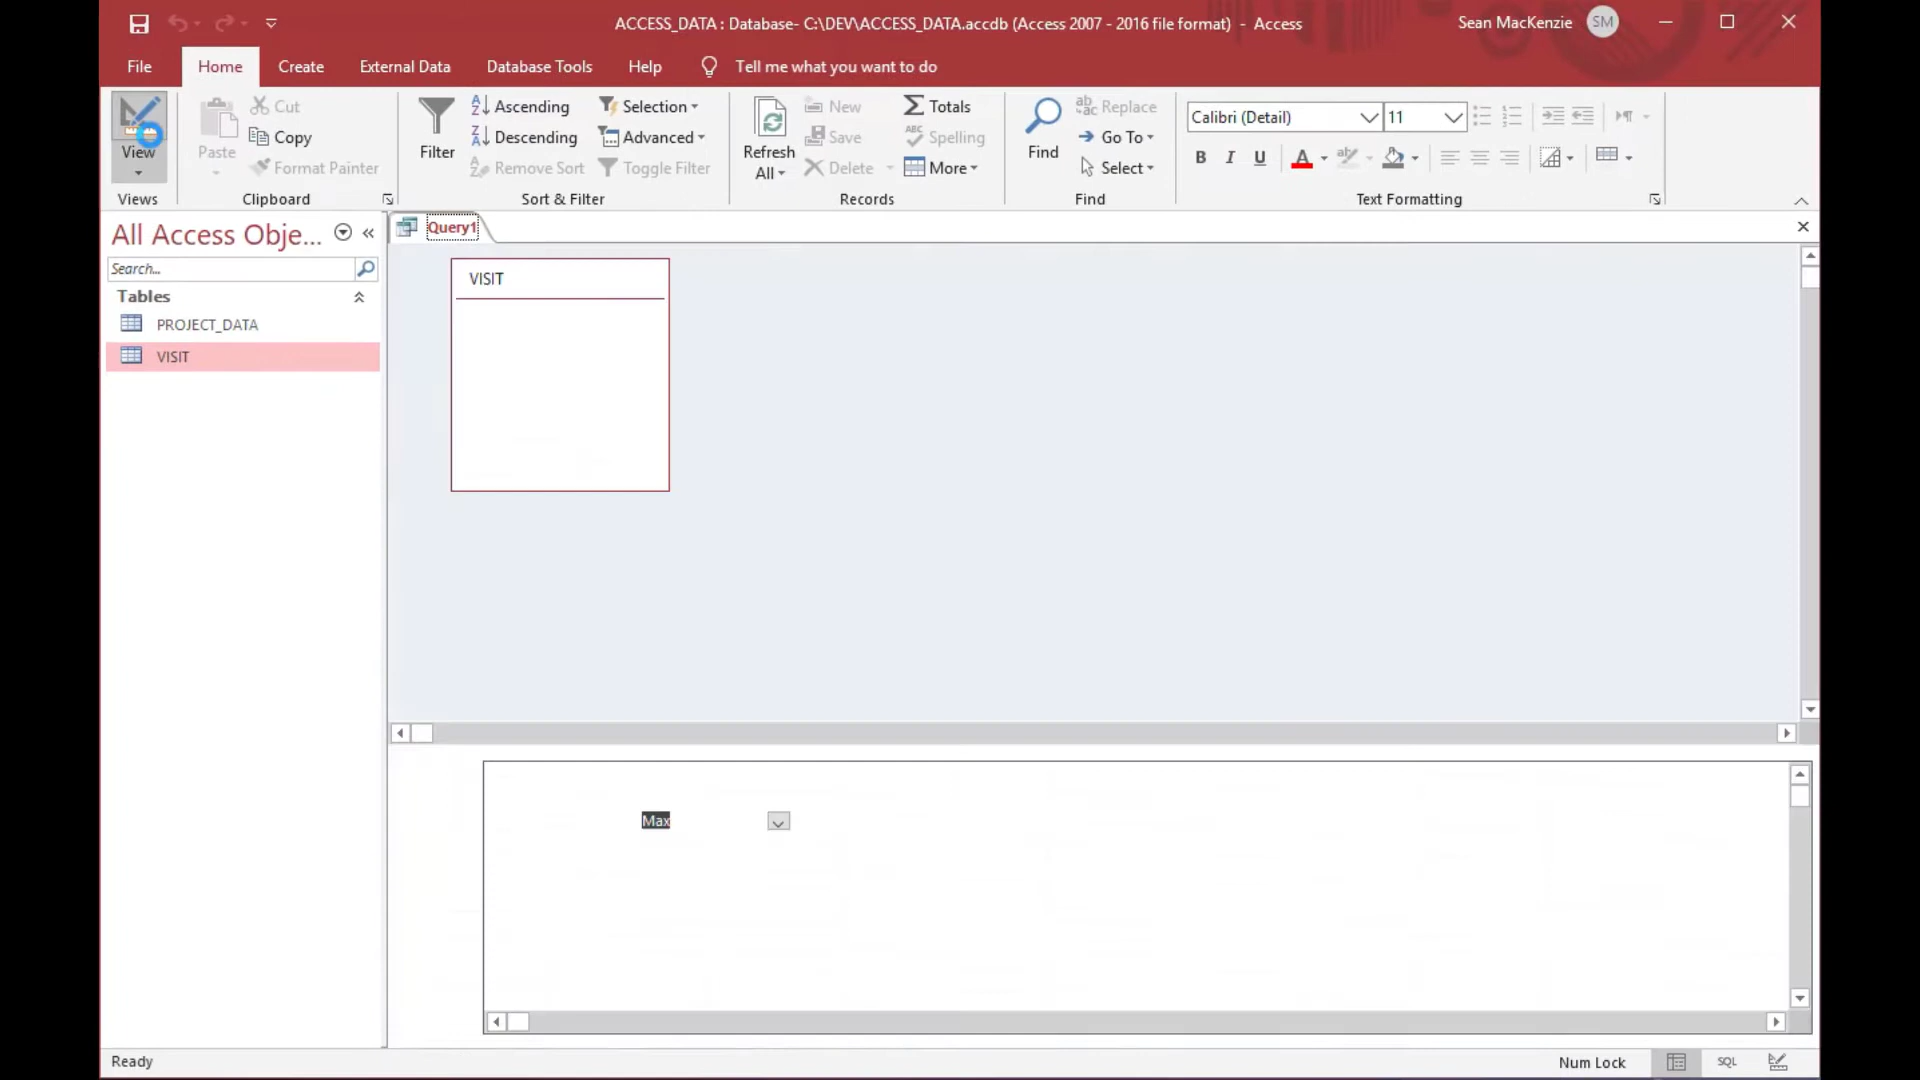 ACCESS_DATA : Database- C:\DEV\ACCESS_DATA.accdb (Access 2007 - 2016 file format) - Access
Sean MacKenzie
SM
File
Home
Create
External Data
Database Tools
Help
Tell me what you want to do
View
Views
Paste
Cut
Copy
Format Painter
Clipboard
Filter
Ascending
Descending
Remove Sort
Selection
Advanced
Toggle Filter
Sort & Filter
Refresh
All
New
Save
Delete
Totals
Spelling
More
Records
Find
Replace
Go To
Select
Find
Calibri (Detail)
11
B I U
A
Text Formatting
All Access Obje...
Search...
Tables
PROJECT_DATA
VISIT
Query1
VISIT
Max
Ready
Num Lock
SQL